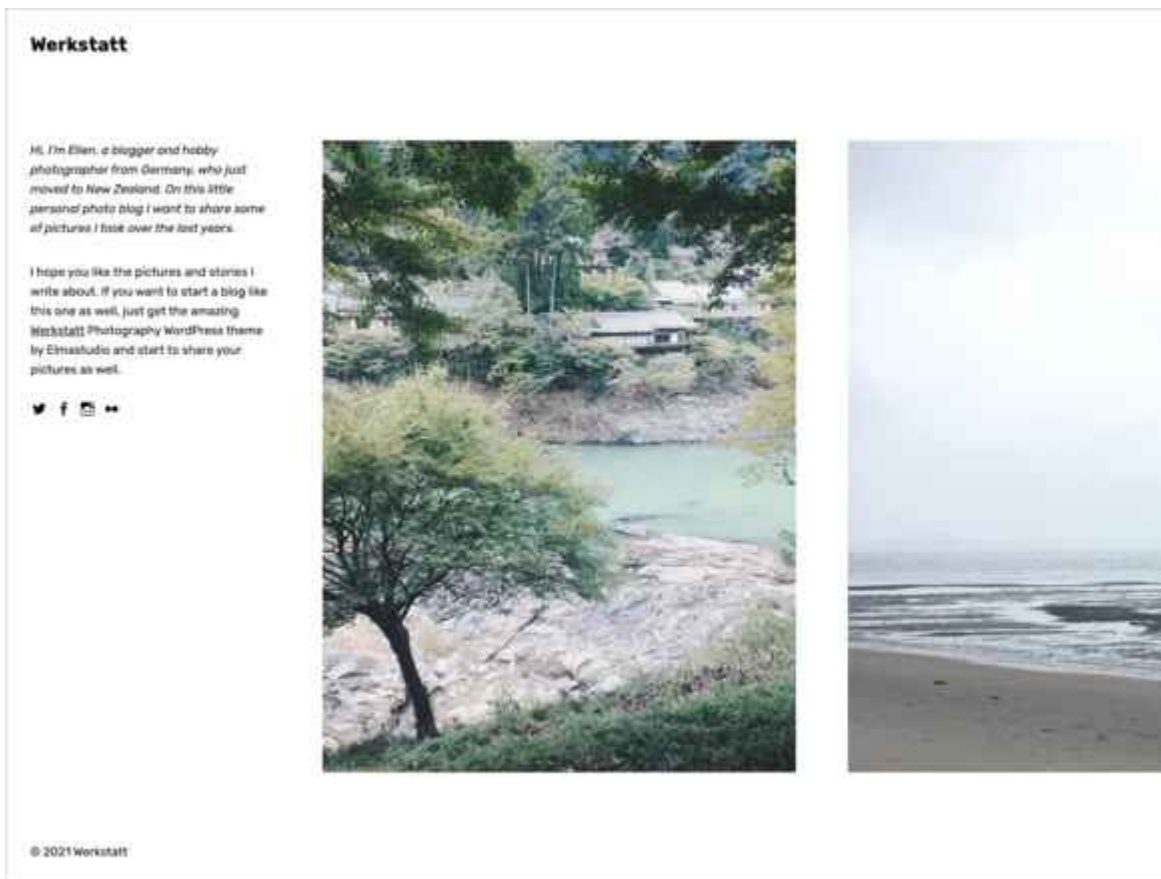 Werkstatt
Hi, I'm Ellen, a blogger and hobby
photographer from Germany, who just
moved to New Zealand. On this little
personal photo blog I want to share some
of pictures I took over the last years.
I hope you like the pictures and stories I
write about. If you want to start a blog like
this one as well, just get the amazing
Werkstatt Photography WordPress theme
by Elmastudio and start to share your
pictures as well.
© 2021 Werkstatt